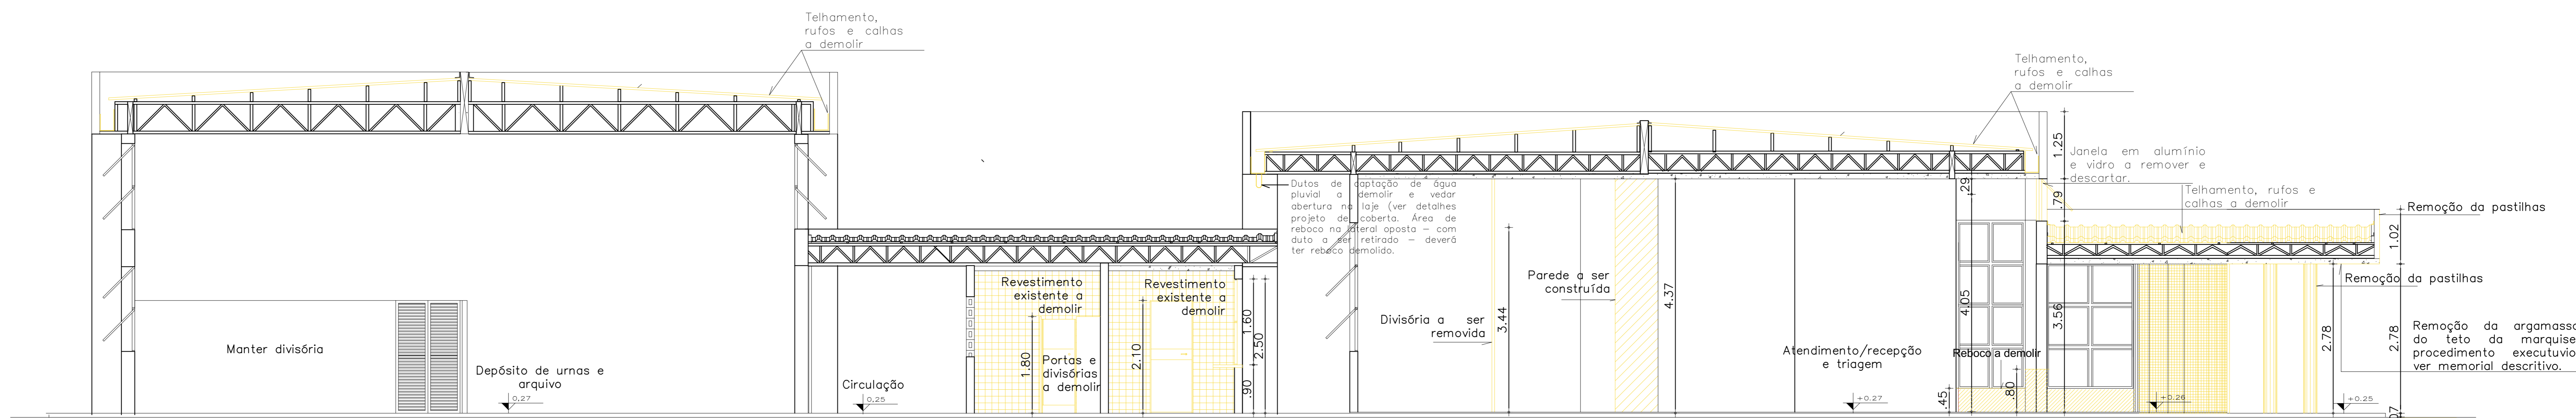 Telhamento,
rufos e calhas
a demolir
Telhamento,
rufos e calhas
a demolir
1.25
Janela em alumínio
e vidro a remover e
descartar.
Dutos de captação de água
pluvial a demolir e vedar
abertura na laje (ver detalhes
projeto de coberta. Área de
reboco na lateral oposta – com
duto a ser retirado – deverá
ter reboco demolido.
.29
.79
Telhamento, rufos e
calhas a demolir
Remoção da pastilhas
1.02
Revestimento
existente a
demolir
Revestimento
existente a
demolir
Parede a ser
construída
Remoção da pastilhas
Manter divisória
Depósito de urnas e
arquivo
0,27
Circulação
0,25
1.80
Portas e
divisórias
a demolir
2.10
1.60
2.50
.90
Divisória a ser
removida
3.44
4.37
Atendimento/recepção
e triagem
+0.27
4.05
3.56
Reboco a demolir
.45
.80
+0.26
2.78
2.78
+0.25
Remoção da argamassa
do teto da marquise
procedimento executuvio
ver memorial descritivo.